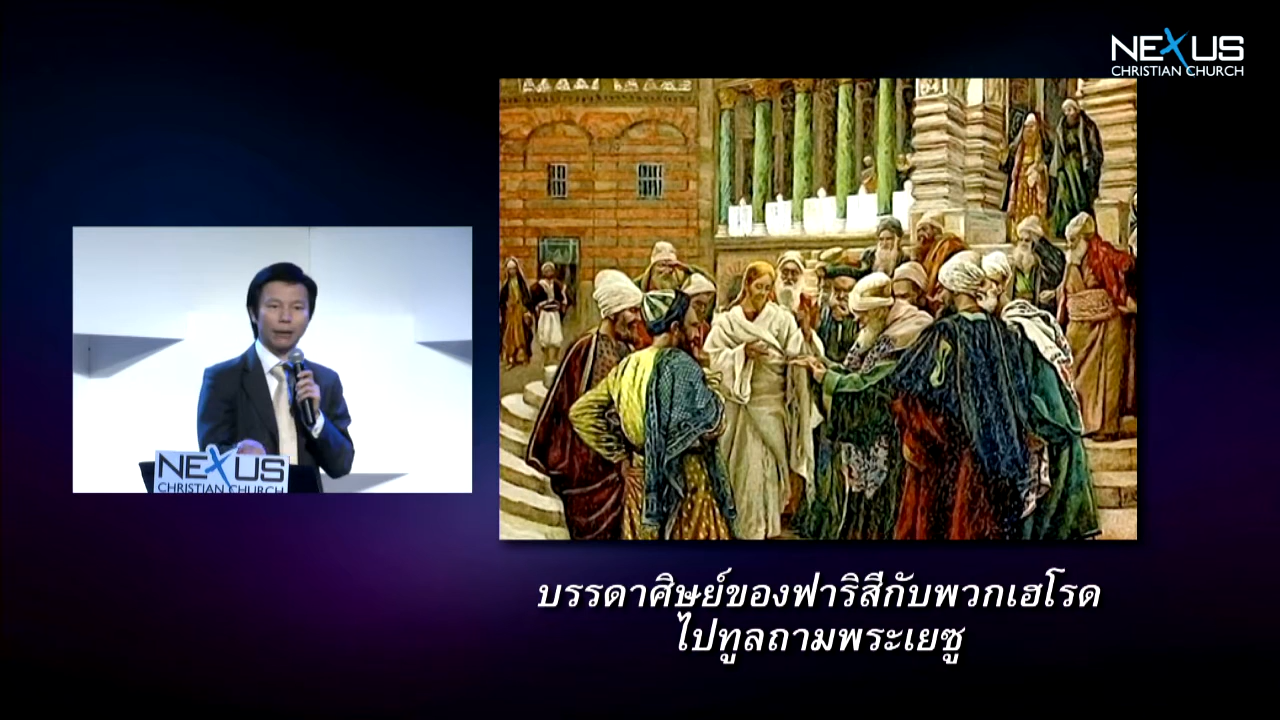 NEXUS
CHRISTIAN CHURCH
NEXUS
CHRISTIAN CHURCH
บรรดาศิษย์ของฟาริสีกับพวกเฮโรด
ไปทูลถามพระเยซู